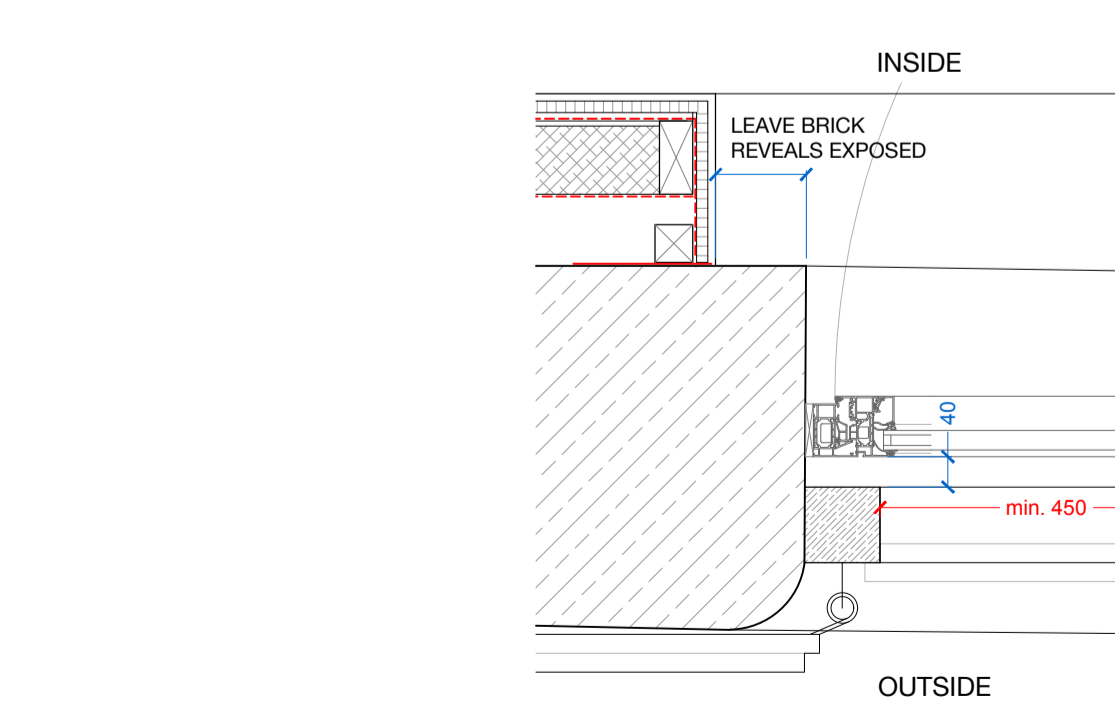 INSIDE
LEAVE BRICK
REVEALS EXPOSED
40
min. 450
OUTSIDE